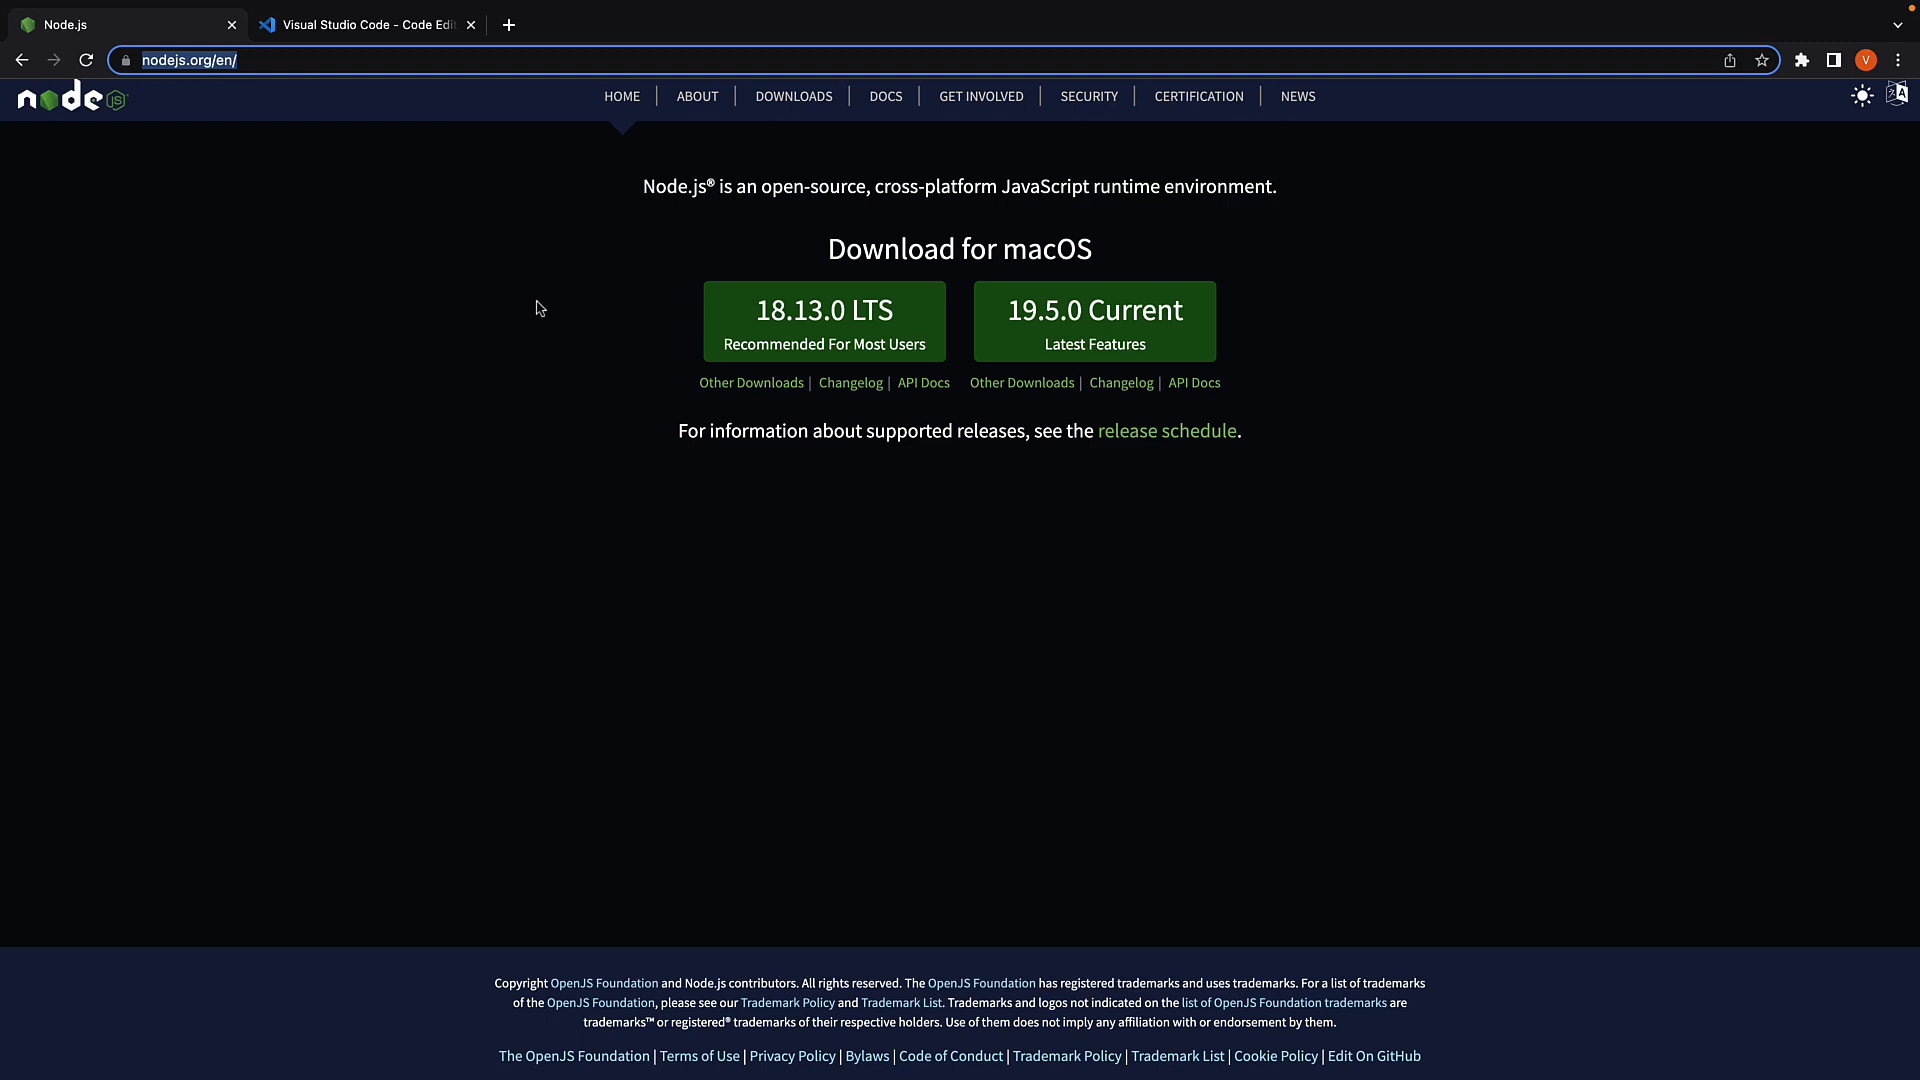 Node.js
Visual Studio Code - Code Edit
nodejs.org/en/
V
node JS
HOME | ABOUT | DOWNLOADS | DOCS | GET INVOLVED | SECURITY | CERTIFICATION | NEWS
Node.js® is an open-source, cross-platform JavaScript runtime environment.
Download for macOS
18.13.0 LTS
Recommended For Most Users
19.5.0 Current
Latest Features
Other Downloads | Changelog | API Docs
Other Downloads | Changelog | API Docs
For information about supported releases, see the release schedule.
Copyright OpenJS Foundation and Node.js contributors. All rights reserved. The OpenJS Foundation has registered trademarks and uses trademarks. For a list of trademarks
of the OpenJS Foundation, please see our Trademark Policy and Trademark List. Trademarks and logos not indicated on the list of OpenJS Foundation trademarks are
trademarks™ or registered® trademarks of their respective holders. Use of them does not imply any affiliation with or endorsement by them.
The OpenJS Foundation | Terms of Use | Privacy Policy | Bylaws | Code of Conduct | Trademark Policy | Trademark List | Cookie Policy | Edit On GitHub